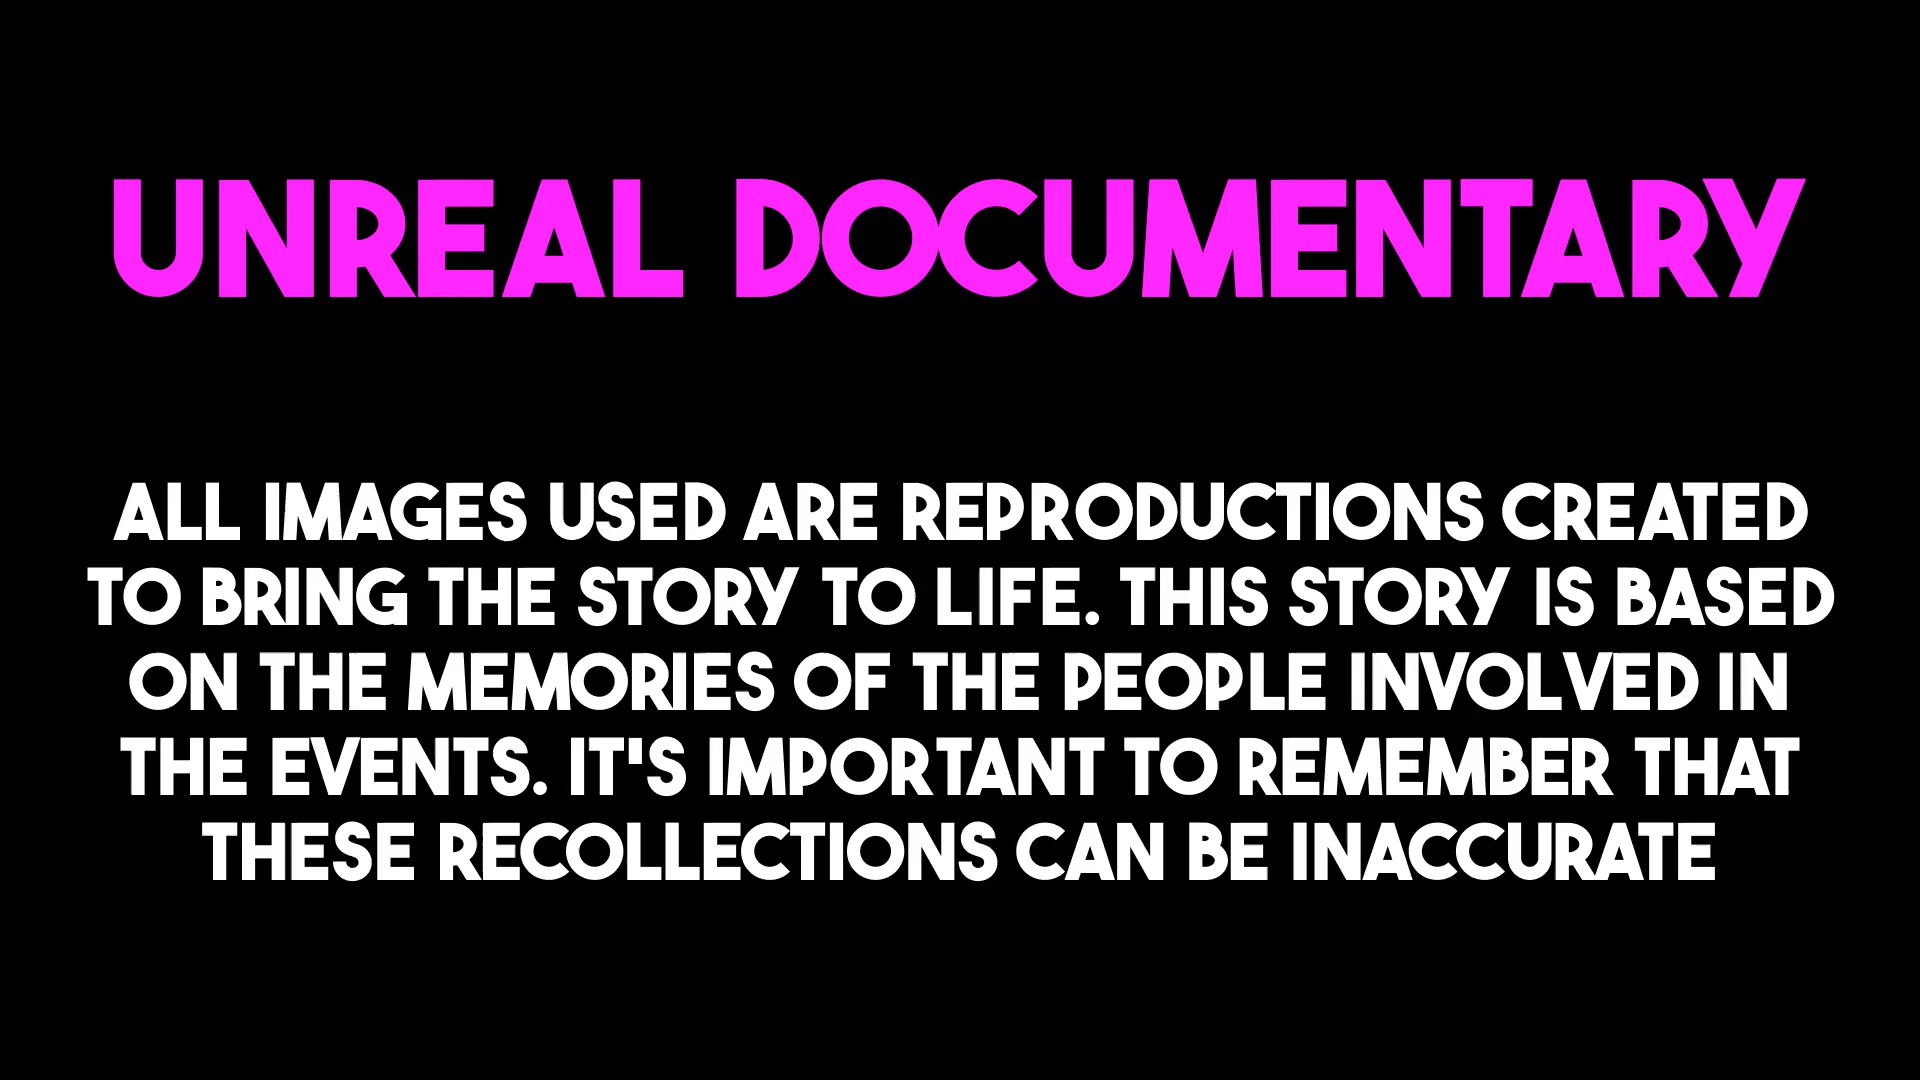 UNREAL DOCUMENTARY
ALL IMAGES USED ARE REPRODUCTIONS CREATED
TO BRING THE STORY TO LIFE. THIS STORY IS BASED
ON THE MEMORIES OF THE PEOPLE INVOLVED IN
THE EVENTS. IT'S IMPORTANT TO REMEMBER THAT
THESE RECOLLECTIONS CAN BE INACCURATE